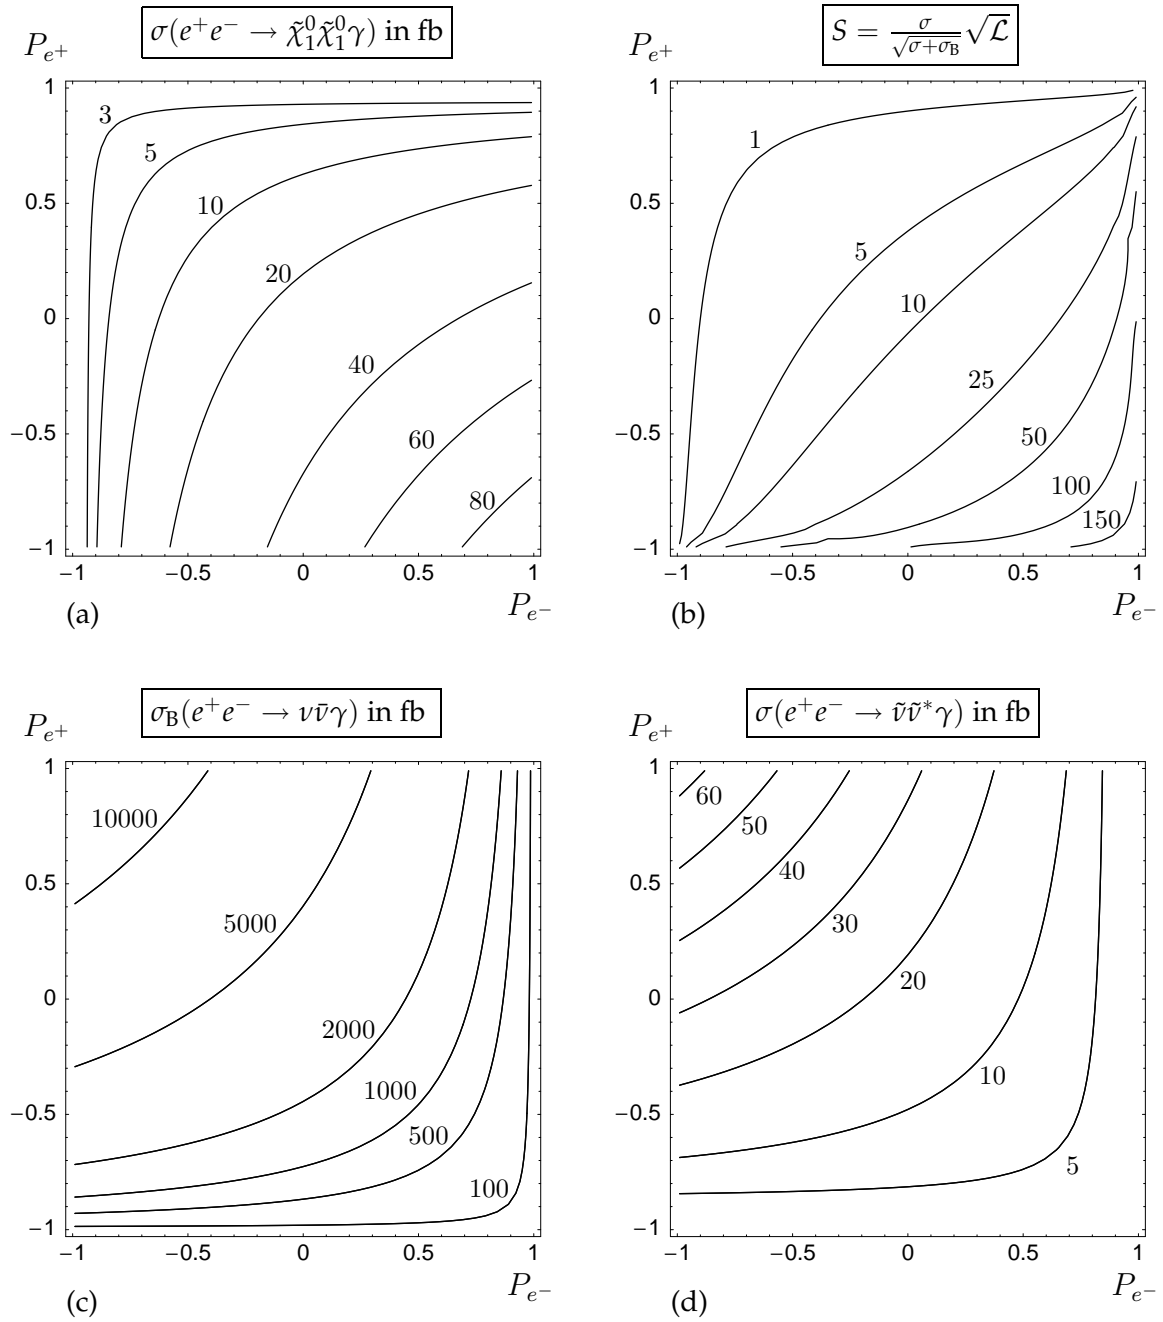 σ(e⁺e⁻ → χ̃₁⁰χ̃₁⁰γ) in fb
P_{e⁺}
1
0.5
0
−0.5
−1
3
5
10
20
40
60
80
−1 −0.5 0 0.5 1
P_{e⁻}
(a)
S = σ/√(σ+σ_B) √ℒ
P_{e⁺}
1
0.5
0
−0.5
−1
1
5
10
25
50
100
150
−1 −0.5 0 0.5 1
P_{e⁻}
(b)
σ_B(e⁺e⁻ → νν̄γ) in fb
P_{e⁺}
1
0.5
0
−0.5
−1
10000
5000
2000
1000
500
100
−1 −0.5 0 0.5 1
P_{e⁻}
(c)
σ(e⁺e⁻ → ν̃ν̃*γ) in fb
P_{e⁺}
1
0.5
0
−0.5
−1
60
50
40
30
20
10
5
−1 −0.5 0 0.5 1
P_{e⁻}
(d)